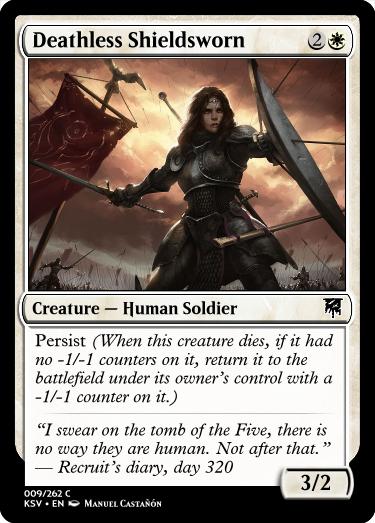 Deathless Shieldsworn 2
Creature — Human Soldier
Persist (When this creature dies, if it had
no -1/-1 counters on it, return it to the
battlefield under its owner's control with a
-1/-1 counter on it.)
“I swear on the tomb of the Five, there is
no way they are human. Not after that.”
— Recruit's diary, day 320
3/2
009/262 C
KSV • EN Manuel Castañón